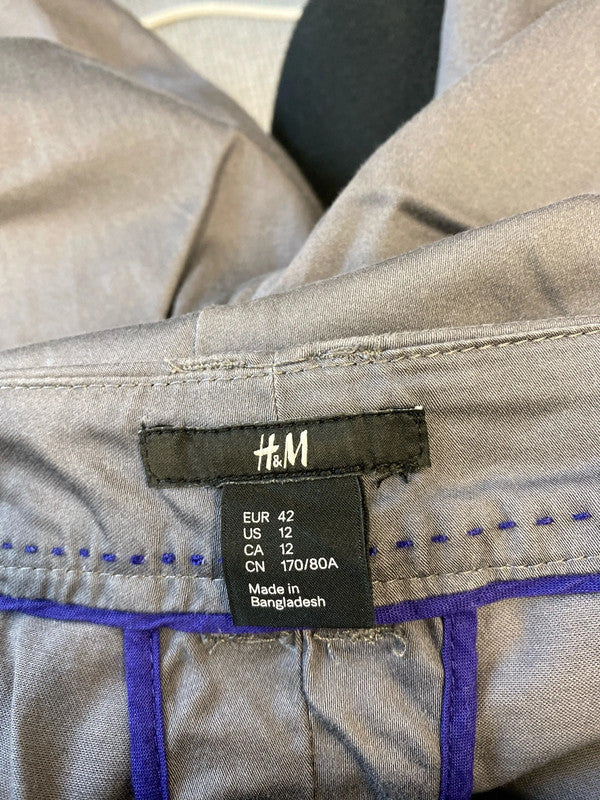 H&M
EUR 42
US 12
CA 12
CN 170/80A
Made in
Bangladesh